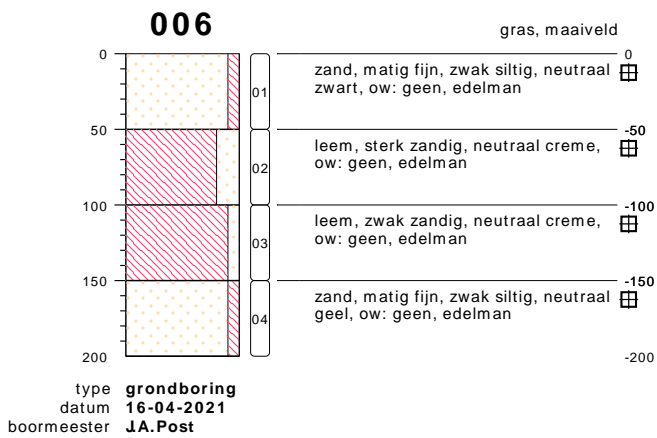 006
gras, maaiveld
0
0
01
zand, matig fijn, zwak siltig, neutraal
zwart, ow: geen, edelman
50
-50
02
leem, sterk zandig, neutraal creme,
ow: geen, edelman
100
-100
03
leem, zwak zandig, neutraal creme,
ow: geen, edelman
150
-150
04
zand, matig fijn, zwak siltig, neutraal
geel, ow: geen, edelman
200
-200
type grondboring
datum 16-04-2021
boormeester J.A.Post